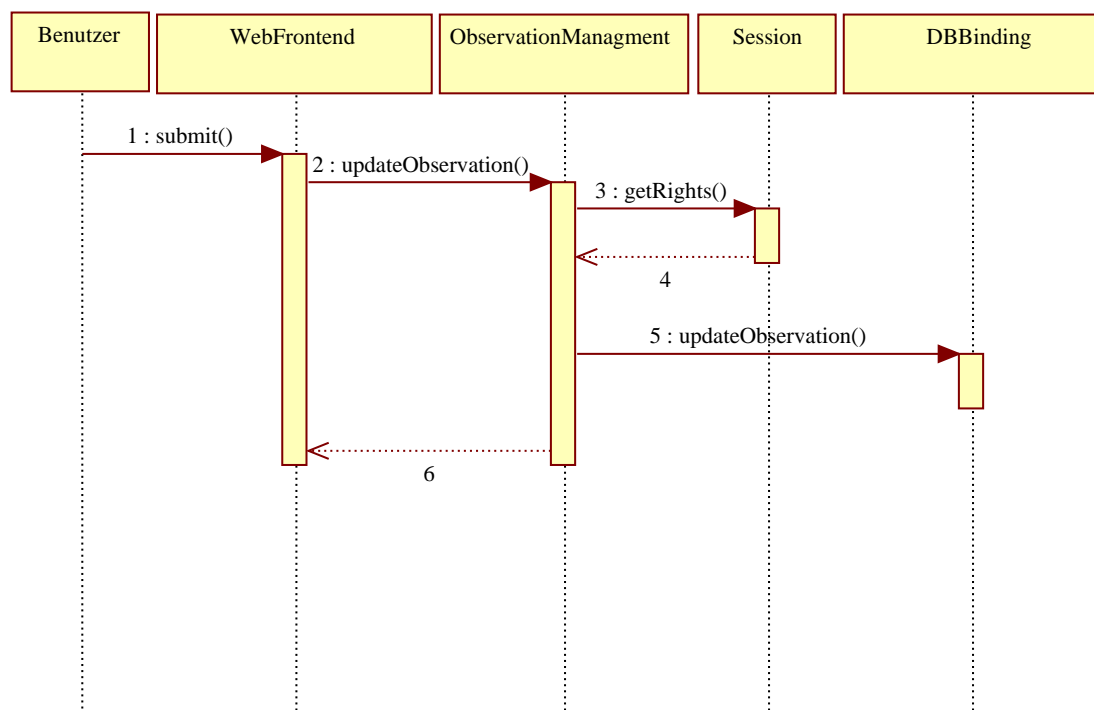 Benutzer
WebFrontend
ObservationManagment
Session
DBBinding
1 : submit()
2 : updateObservation()
3 : getRights()
4
5 : updateObservation()
6